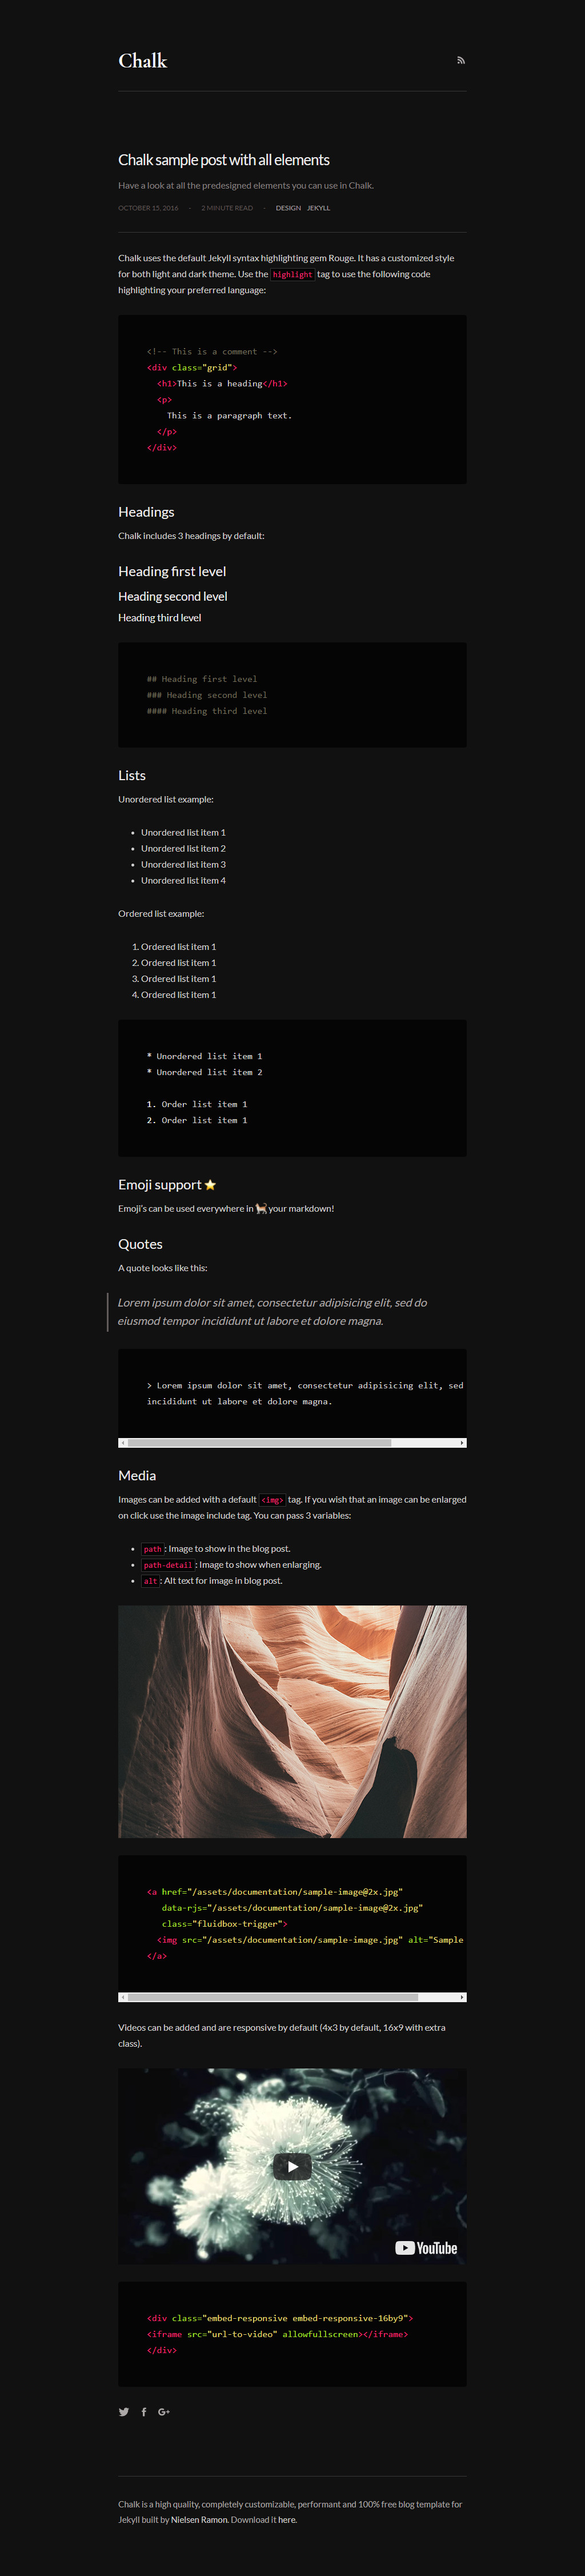 Chalk
Chalk sample post with all elements
Have a look at all the predesigned elements you can use in Chalk.
OCTOBER 15, 2016 - 2 MINUTE READ - DESIGN JEKYLL
Chalk uses the default Jekyll syntax highlighting gem Rouge. It has a customized style
for both light and dark theme. Use the highlight tag to use the following code
highlighting your preferred language:
<!-- This is a comment -->
<div class="grid">
<h1>This is a heading</h1>
<p>
This is a paragraph text.
</p>
</div>
Headings
Chalk includes 3 headings by default:
Heading first level
Heading second level
Heading third level
## Heading first level
### Heading second level
#### Heading third level
Lists
Unordered list example:
• Unordered list item 1
• Unordered list item 2
• Unordered list item 3
• Unordered list item 4
Ordered list example:
1. Ordered list item 1
2. Ordered list item 1
3. Ordered list item 1
4. Ordered list item 1
* Unordered list item 1
* Unordered list item 2
1. Order list item 1
2. Order list item 1
Emoji support ⭐
Emoji's can be used everywhere in 🐕 your markdown!
Quotes
A quote looks like this:
Lorem ipsum dolor sit amet, consectetur adipisicing elit, sed do
eiusmod tempor incididunt ut labore et dolore magna.
> Lorem ipsum dolor sit amet, consectetur adipisicing elit, sed
incididunt ut labore et dolore magna.
Media
Images can be added with a default <img> tag. If you wish that an image can be enlarged
on click use the image include tag. You can pass 3 variables:
• path: Image to show in the blog post.
• path-detail: Image to show when enlarging.
• alt: Alt text for image in blog post.
<a href="/assets/documentation/sample-image@2x.jpg"
data-rjs="/assets/documentation/sample-image@2x.jpg"
class="fluidbox-trigger">
<img src="/assets/documentation/sample-image.jpg" alt="Sample
</a>
Videos can be added and are responsive by default (4x3 by default, 16x9 with extra
class).
YouTube
<div class="embed-responsive embed-responsive-16by9">
<iframe src="url-to-video" allowfullscreen></iframe>
</div>
Chalk is a high quality, completely customizable, performant and 100% free blog template for
Jekyll built by Nielsen Ramon. Download it here.